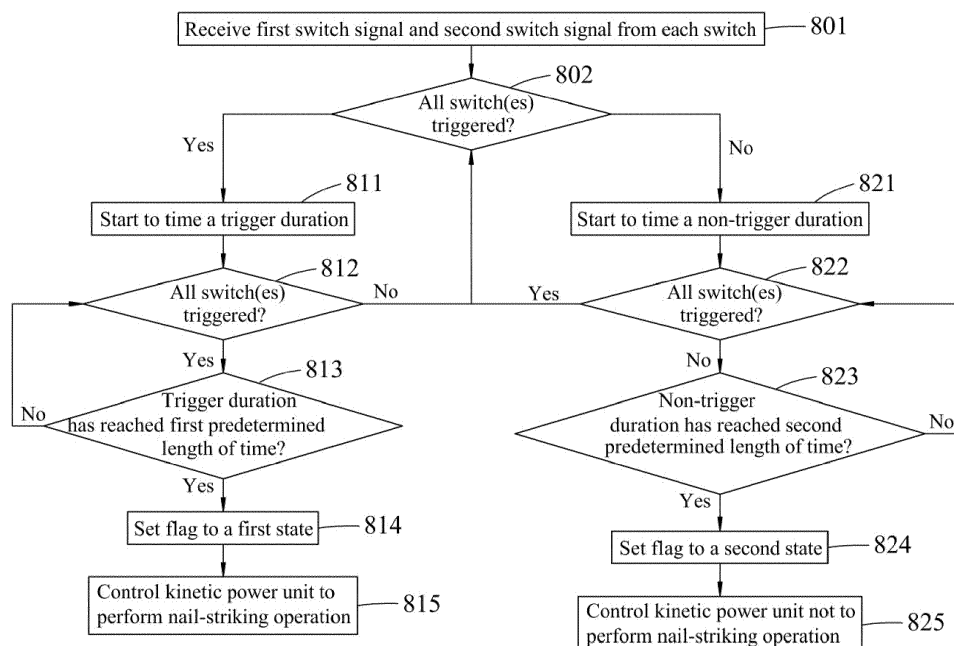 Receive first switch signal and second switch signal from each switch
801
802
All switch(es)
triggered?
Yes
No
811
Start to time a trigger duration
821
Start to time a non-trigger duration
812
All switch(es)
triggered?
No
Yes
822
All switch(es)
triggered?
Yes
No
813
Trigger duration
has reached first predetermined
length of time?
No
Yes
823
Non-trigger
duration has reached second
predetermined length of time?
No
Yes
Set flag to a first state
814
Set flag to a second state
824
Control kinetic power unit to
perform nail-striking operation
815
Control kinetic power unit not to
perform nail-striking operation
825